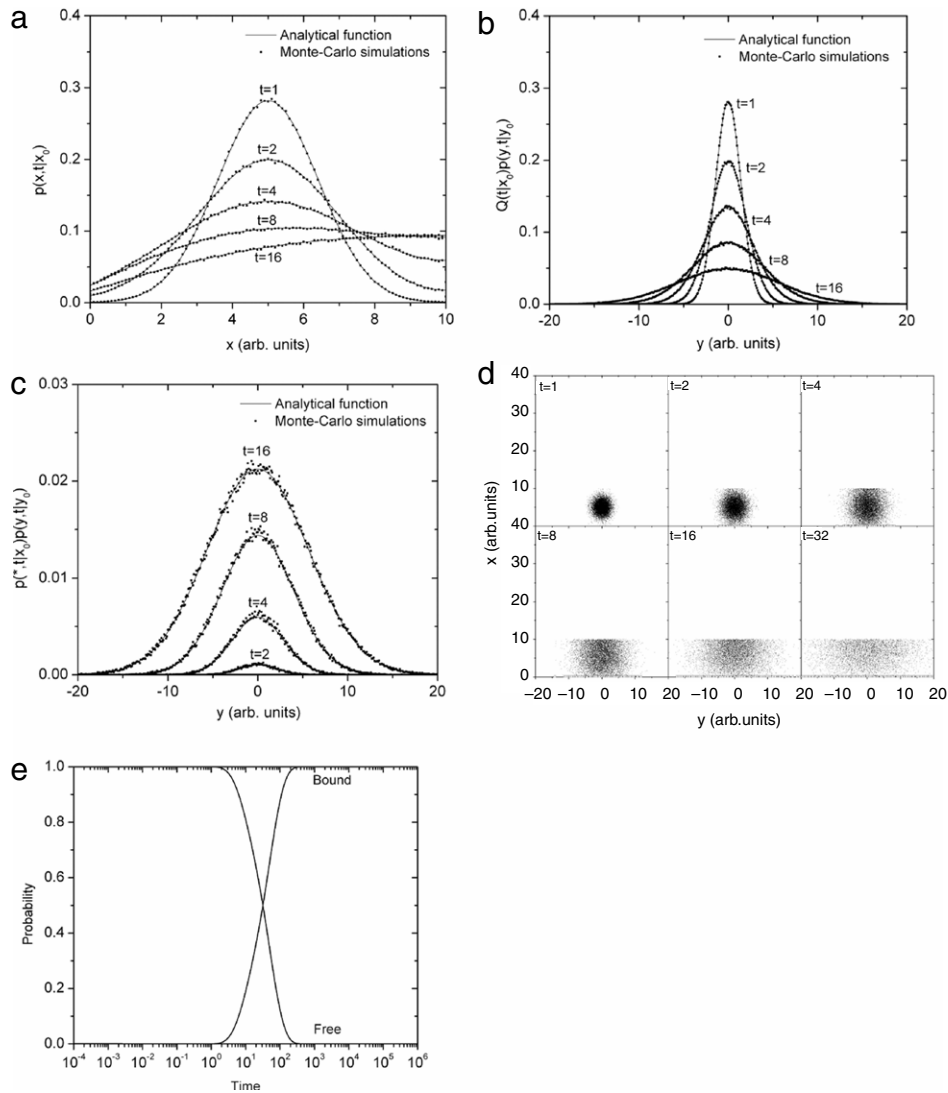 a
0.4
0.3
0.2
0.1
0.0
p(x,t|x₀)
Analytical function
Monte-Carlo simulations
t=1
t=2
t=4
t=8
t=16
0 2 4 6 8 10
x (arb. units)
b
0.4
0.3
0.2
0.1
0.0
Q(t|x₀)p(y,t|y₀)
Analytical function
Monte-Carlo simulations
t=1
t=2
t=4
t=8
t=16
-20 -10 0 10 20
y (arb. units)
c
0.03
0.02
0.01
0.00
p(*,t|x₀)p(y,t|y₀)
Analytical function
Monte-Carlo simulations
t=16
t=8
t=4
t=2
-20 -10 0 10 20
y (arb. units)
d
40
30
20
10
40
30
20
10
0
x (arb.units)
t=1
t=2
t=4
t=8
t=16
t=32
−20 −10 0 10 20 −10 0 10 20 −10 0 10 20
y (arb.units)
e
1.0
0.8
0.6
0.4
0.2
0.0
Probability
Bound
Free
10⁻⁴ 10⁻³ 10⁻² 10⁻¹ 10⁰ 10¹ 10² 10³ 10⁴ 10⁵ 10⁶
Time